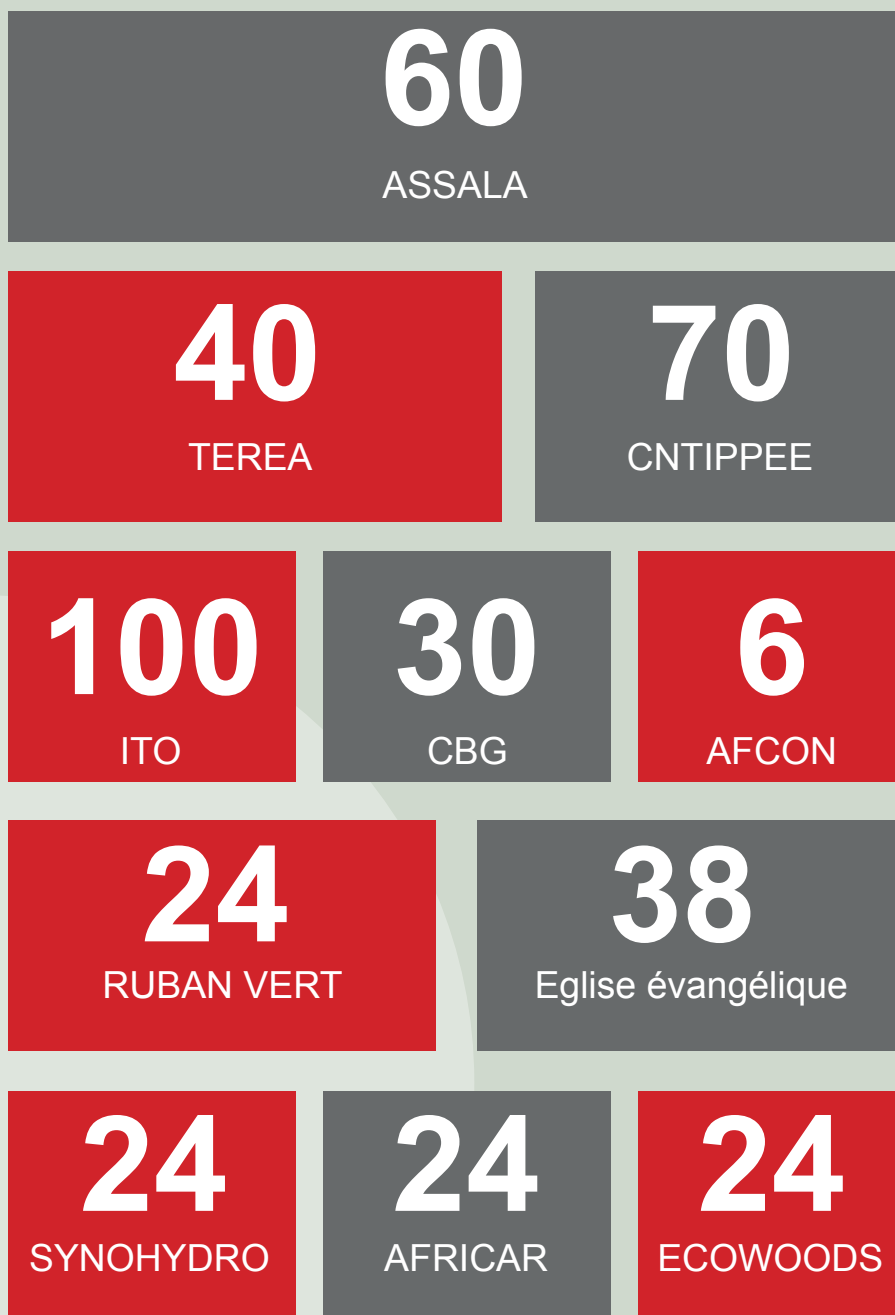 60
ASSALA
40
TEREA
70
CNTIPPEE
100
ITO
30
CBG
6
AFCON
24
RUBAN VERT
38
Eglise évangélique
24
SYNOHYDRO
24
AFRICAR
24
ECOWOODS